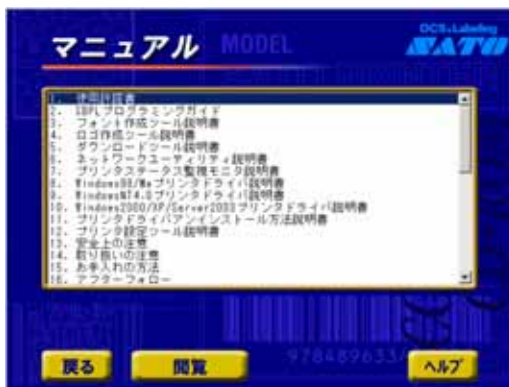 マニュアル
MODEL
DCS&Labeling
SATO
1. 使用許諾書
2. SBPLプログラミングガイド
3. フォント作成ツール説明書
4. ロゴ作成ツール説明書
5. ダウンロードツール説明書
6. ネットワークユーティリティ説明書
7. プリンタステータス監視モニタ説明書
8. Windows98/Meプリンタドライバ説明書
9. WindowsNT4.0プリンタドライバ説明書
10. Windows2000/XP/Server2003プリンタドライバ説明書
11. プリンタドライバアンインストール方法説明書
12. プリンタ設定ツール説明書
13. 安全上の注意
14. 取り扱いの注意
15. お手入れの方法
16. アフターフォロー
978489633
戻る
閲覧
ヘルプ